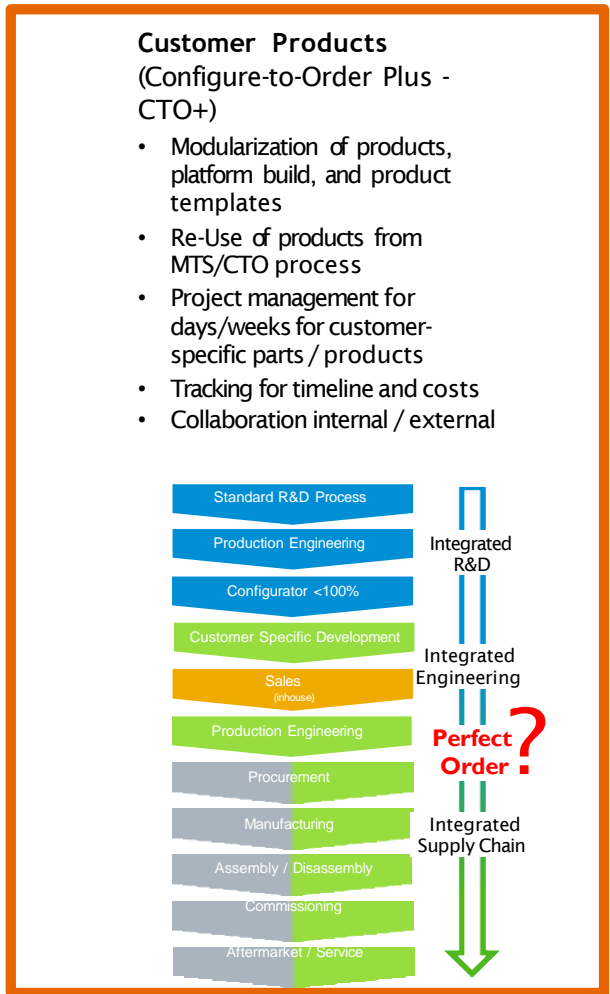 Customer Products
(Configure-to-Order Plus -
CTO+)
• Modularization of products,
platform build, and product
templates
• Re-Use of products from
MTS/CTO process
• Project management for
days/weeks for customer-
specific parts / products
• Tracking for timeline and costs
• Collaboration internal / external
Standard R&D Process
Production Engineering
Integrated
R&D
Configurator <100%
Customer Specific Development
Integrated
Engineering
Sales
(inhouse)
Production Engineering
Perfect
Order
?
Procurement
Manufacturing
Integrated
Supply Chain
Assembly / Disassembly
Commissioning
Aftermarket / Service